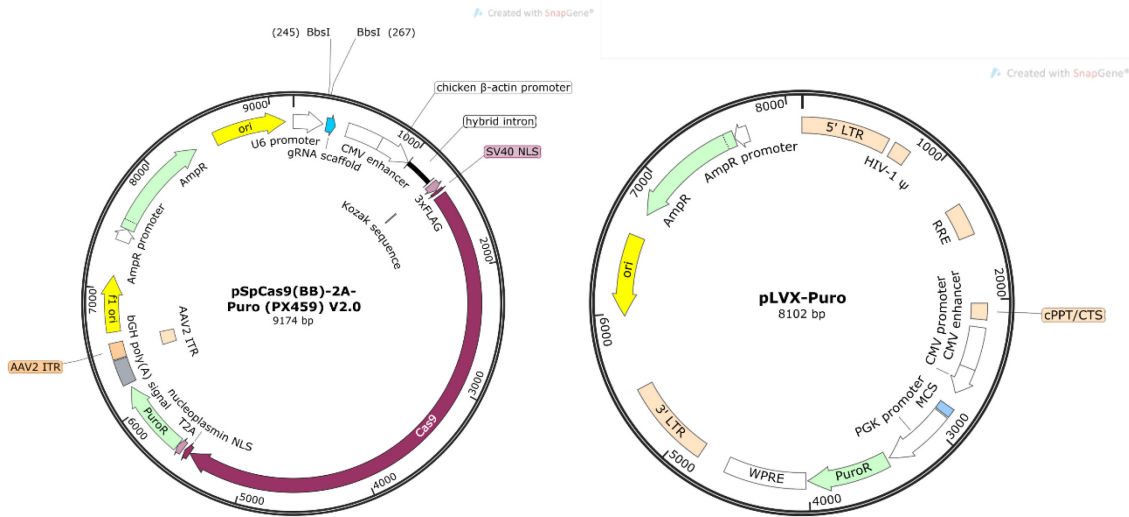 Created with SnapGene®
(245) BbsI
BbsI (267)
chicken β-actin promoter
hybrid intron
SV40 NLS
9000
1000
ori
U6 promoter
gRNA scaffold
CMV enhancer
3xFLAG
Kozak sequence
8000
AmpR
AmpR promoter
2000
7000
f1 ori
AAV2 ITR
AAV2 ITR
bGH poly(A) signal
pSpCas9(BB)-2A-
Puro (PX459) V2.0
9174 bp
3000
nucleoplasmin NLS
T2A
PuroR
6000
Cas9
4000
5000
Created with SnapGene®
8000
5' LTR
1000
HIV-1 Ψ
AmpR promoter
AmpR
7000
RRE
ori
2000
cPPT/CTS
6000
pLVX-Puro
8102 bp
CMV promoter
CMV enhancer
MCS
PGK promoter
3000
3' LTR
5000
WPRE
PuroR
4000